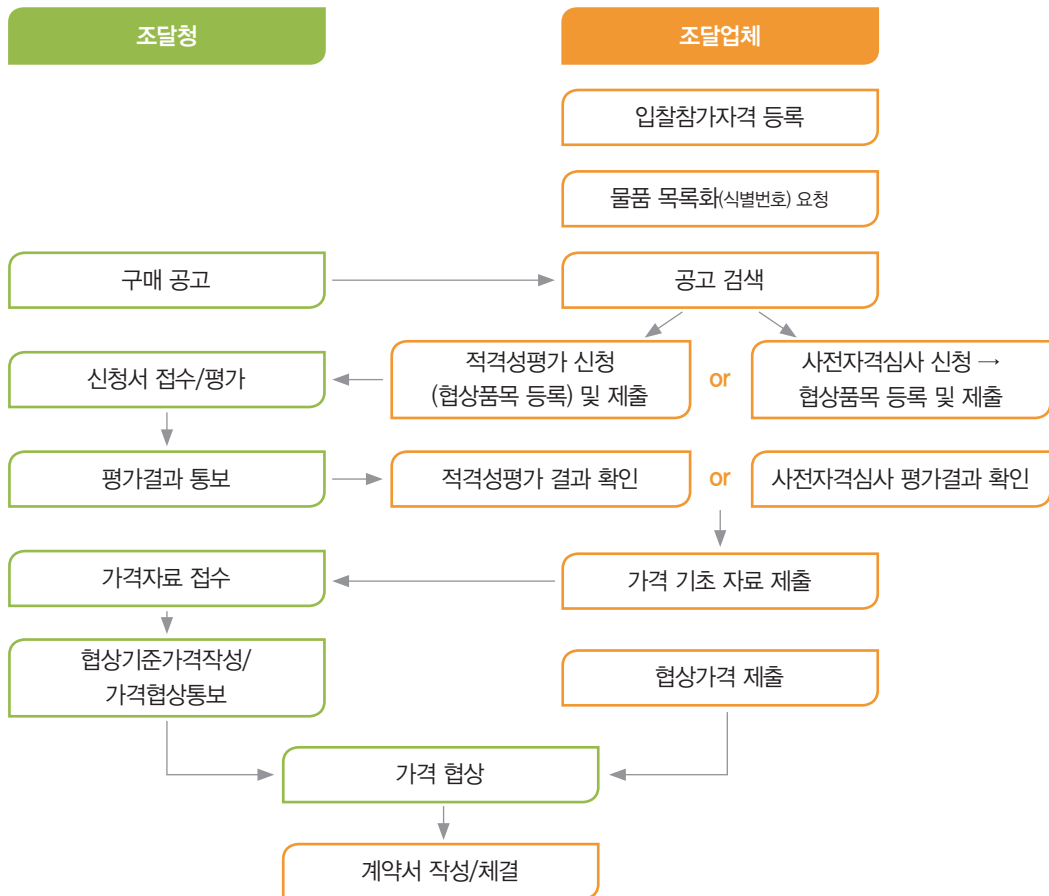 조달청
조달업체
입찰참가자격 등록
물품 목록화(식별번호) 요청
구매 공고
공고 검색
신청서 접수/평가
적격성평가 신청
(협상품목 등록) 및 제출
or
사전자격심사 신청 →
협상품목 등록 및 제출
평가결과 통보
적격성평가 결과 확인
or
사전자격심사 평가결과 확인
가격자료 접수
가격 기초 자료 제출
협상기준가격작성/
가격협상통보
협상가격 제출
가격 협상
계약서 작성/체결